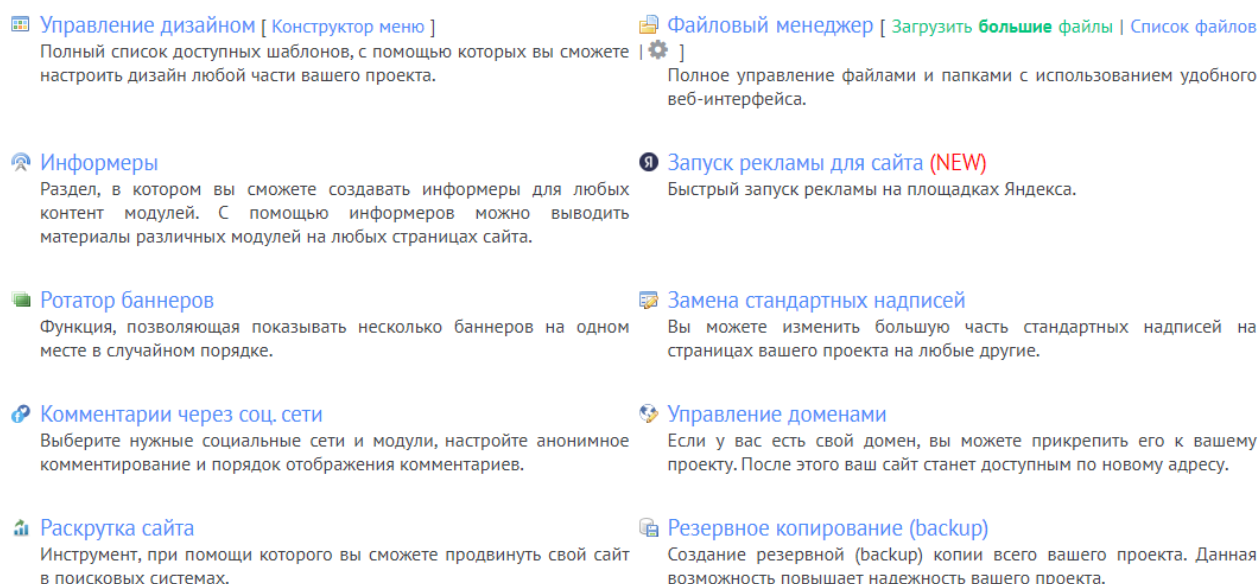 Управление дизайном [ Конструктор меню ]
Полный список доступных шаблонов, с помощью которых вы сможете
настроить дизайн любой части вашего проекта.
Файловый менеджер [ Загрузить большие файлы | Список файлов
| ]
Полное управление файлами и папками с использованием удобного
веб-интерфейса.
Информеры
Раздел, в котором вы сможете создавать информеры для любых
контент модулей. С помощью информеров можно выводить
материалы различных модулей на любых страницах сайта.
Я Запуск рекламы для сайта (NEW)
Быстрый запуск рекламы на площадках Яндекса.
Ротатор баннеров
Функция, позволяющая показывать несколько баннеров на одном
месте в случайном порядке.
Замена стандартных надписей
Вы можете изменить большую часть стандартных надписей на
страницах вашего проекта на любые другие.
Комментарии через соц. сети
Выберите нужные социальные сети и модули, настройте анонимное
комментирование и порядок отображения комментариев.
Управление доменами
Если у вас есть свой домен, вы можете прикрепить его к вашему
проекту. После этого ваш сайт станет доступным по новому адресу.
Раскрутка сайта
Инструмент, при помощи которого вы сможете продвинуть свой сайт
в поисковых системах.
Резервное копирование (backup)
Создание резервной (backup) копии всего вашего проекта. Данная
возможность повышает надежность вашего проекта.